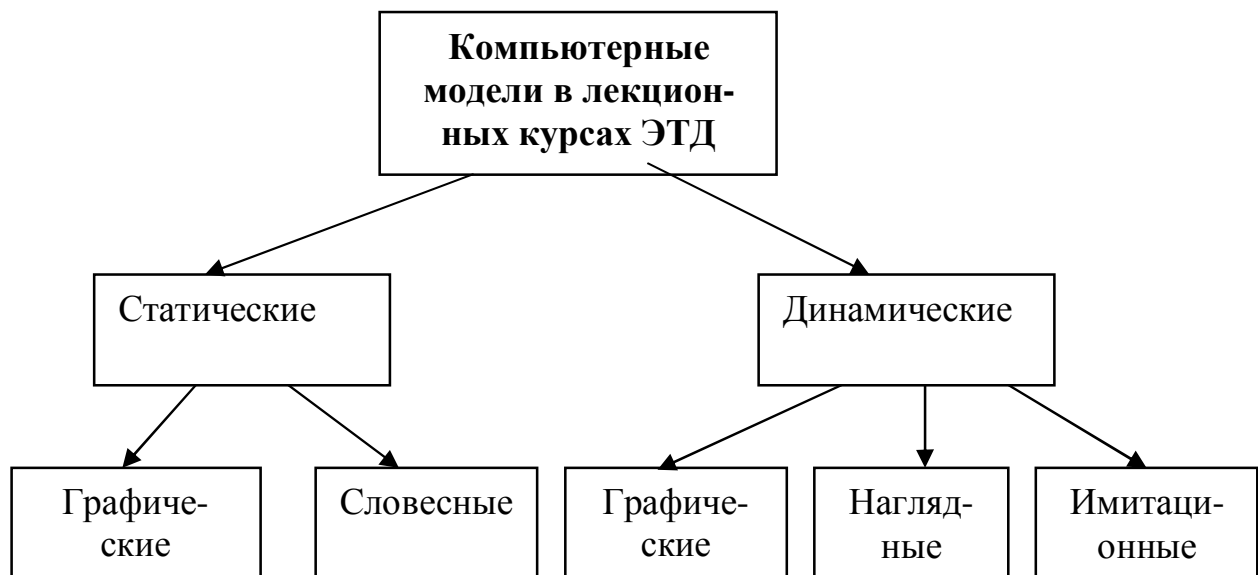 Компьютерные
модели в лекцион-
ных курсах ЭТД
Статические
Динамические
Графиче-
ские
Словесные
Графиче-
ские
Нагляд-
ные
Имитаци-
онные